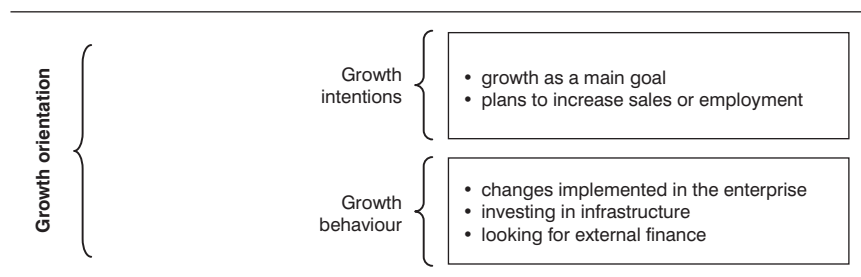 Growth orientation
Growth
intentions
• growth as a main goal
• plans to increase sales or employment
Growth
behaviour
• changes implemented in the enterprise
• investing in infrastructure
• looking for external finance